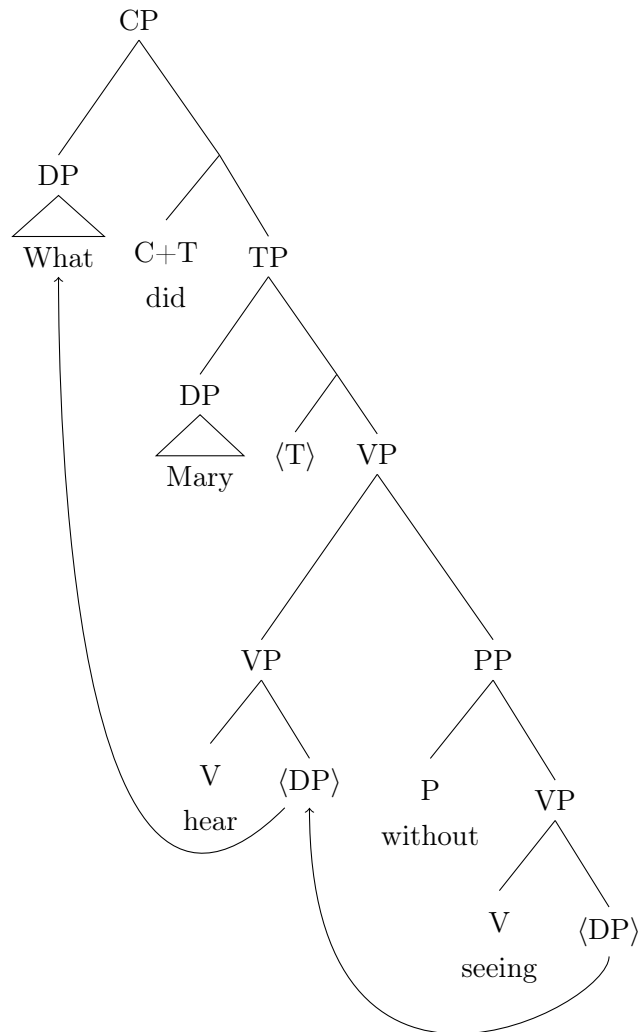 CP
DP
What
C+T
did
TP
DP
Mary
⟨T⟩
VP
VP
V
hear
⟨DP⟩
PP
P
without
VP
V
seeing
⟨DP⟩